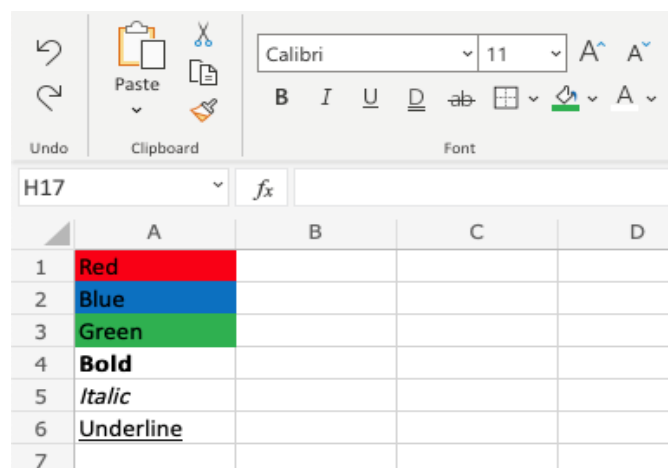 Calibri 11 A A
Paste
B I U D ab A
Undo Clipboard Font
H17 fx
A B C D
1 Red
2 Blue
3 Green
4 Bold
5 Italic
6 Underline
7